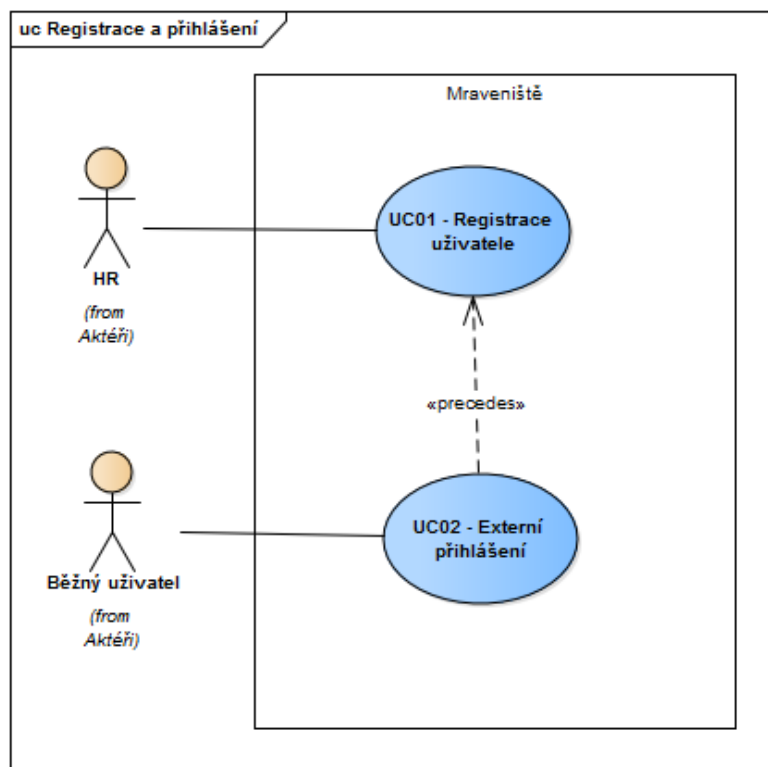 uc Registrace a přihlášení
Mraveniště
UC01 - Registrace
uživatele
HR
(from
Aktéři)
«precedes»
UC02 - Externí
přihlášení
Běžný uživatel
(from
Aktéři)